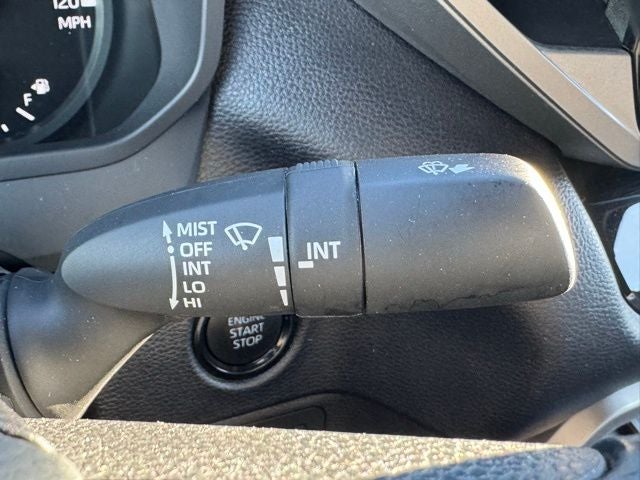 120
MPH
F
MIST
OFF
INT
LO
HI
INT
ENGINE
START
STOP